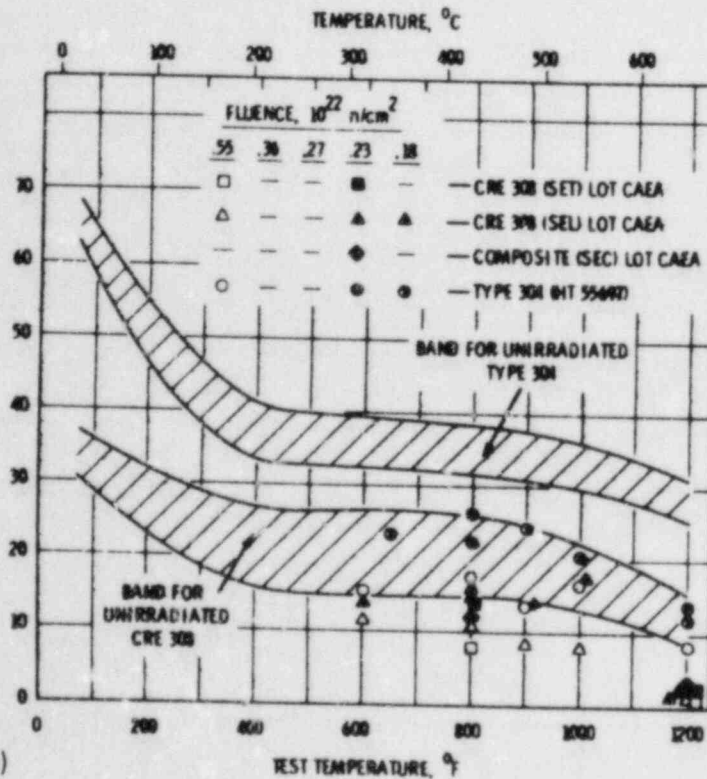 TEMPERATURE, °C
0 100 200 300 400 500 600
FLUENCE, 10²² n/cm²
.55 .36 .27 .23 .18
□ — — ■ — — CRE 308 (SET) LOT CAEA
△ — — ▲ ▲ — CRE 308 (SEL) LOT CAEA
— — — ◆ — — COMPOSITE (SEC) LOT CAEA
○ — — — TYPE 304 (HT
BAND FOR UNIRRADIATED
TYPE 304
BAND FOR
UNIRRADIATED
CRE 308
70
60
50
40
30
20
10
0
0 200 400 600 800 1000 1200
)
TEST TEMPERATURE, °F